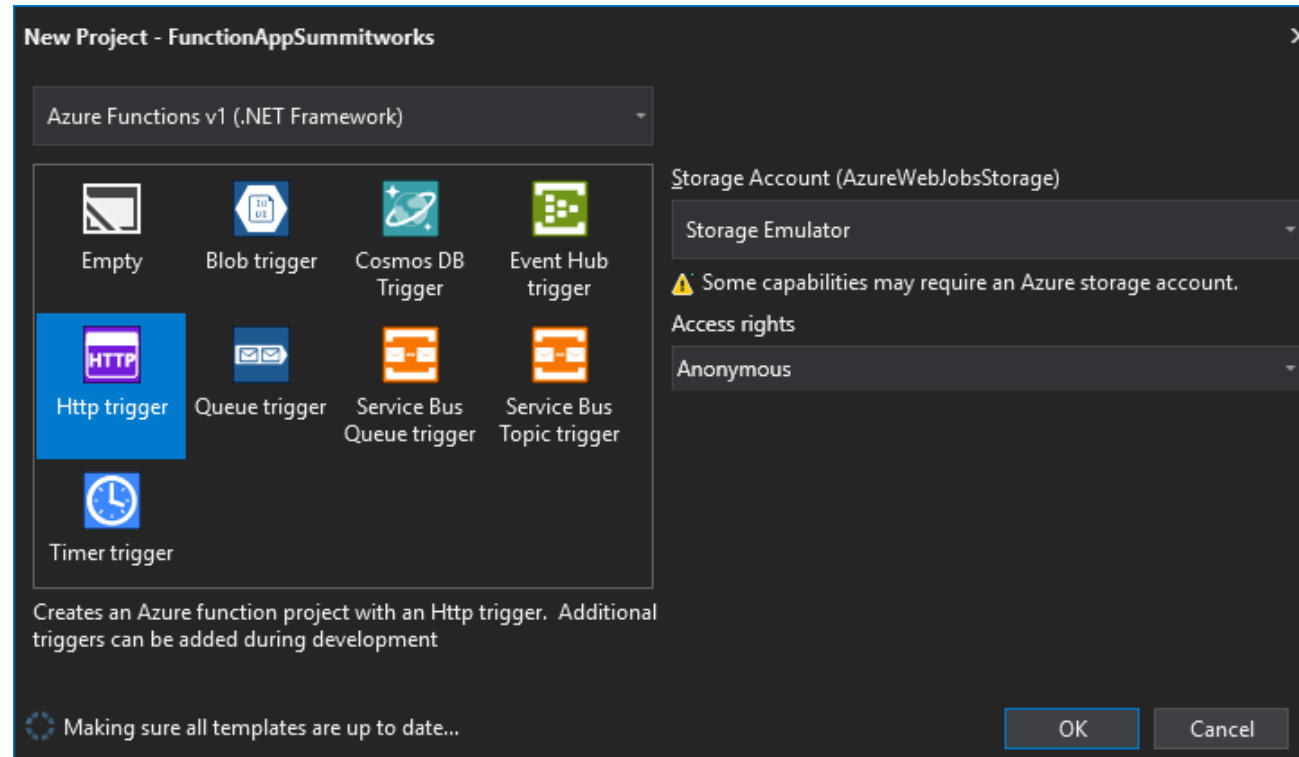 New Project - FunctionAppSummitworks
Azure Functions v1 (.NET Framework)
Empty
Blob trigger
Cosmos DB
Trigger
Event Hub
trigger
HTTP
Http trigger
Queue trigger
Service Bus
Queue trigger
Service Bus
Topic trigger
Timer trigger
Creates an Azure function project with an Http trigger. Additional
triggers can be added during development
Storage Account (AzureWebJobsStorage)
Storage Emulator
Some capabilities may require an Azure storage account.
Access rights
Anonymous
Making sure all templates are up to date...
OK
Cancel